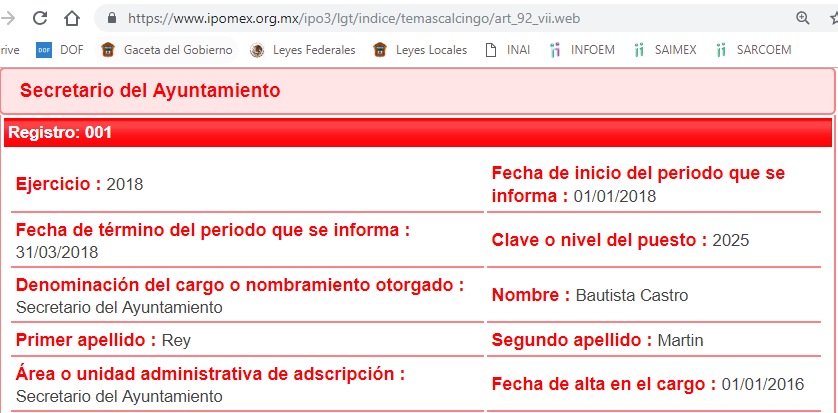 https://www.ipomex.org.mx/ipo3/lgt/indice/temascalcingo/art_92_vii.web
rive DOF DOF Gaceta del Gobierno Leyes Federales Leyes Locales INAI INFOEM SAIMEX SARCOEM
Secretario del Ayuntamiento
Registro: 001
Ejercicio : 2018
Fecha de inicio del periodo que se
informa : 01/01/2018
Fecha de término del periodo que se informa :
31/03/2018
Clave o nivel del puesto : 2025
Denominación del cargo o nombramiento otorgado :
Secretario del Ayuntamiento
Nombre : Bautista Castro
Primer apellido : Rey
Segundo apellido : Martin
Área o unidad administrativa de adscripción :
Secretario del Ayuntamiento
Fecha de alta en el cargo : 01/01/2016